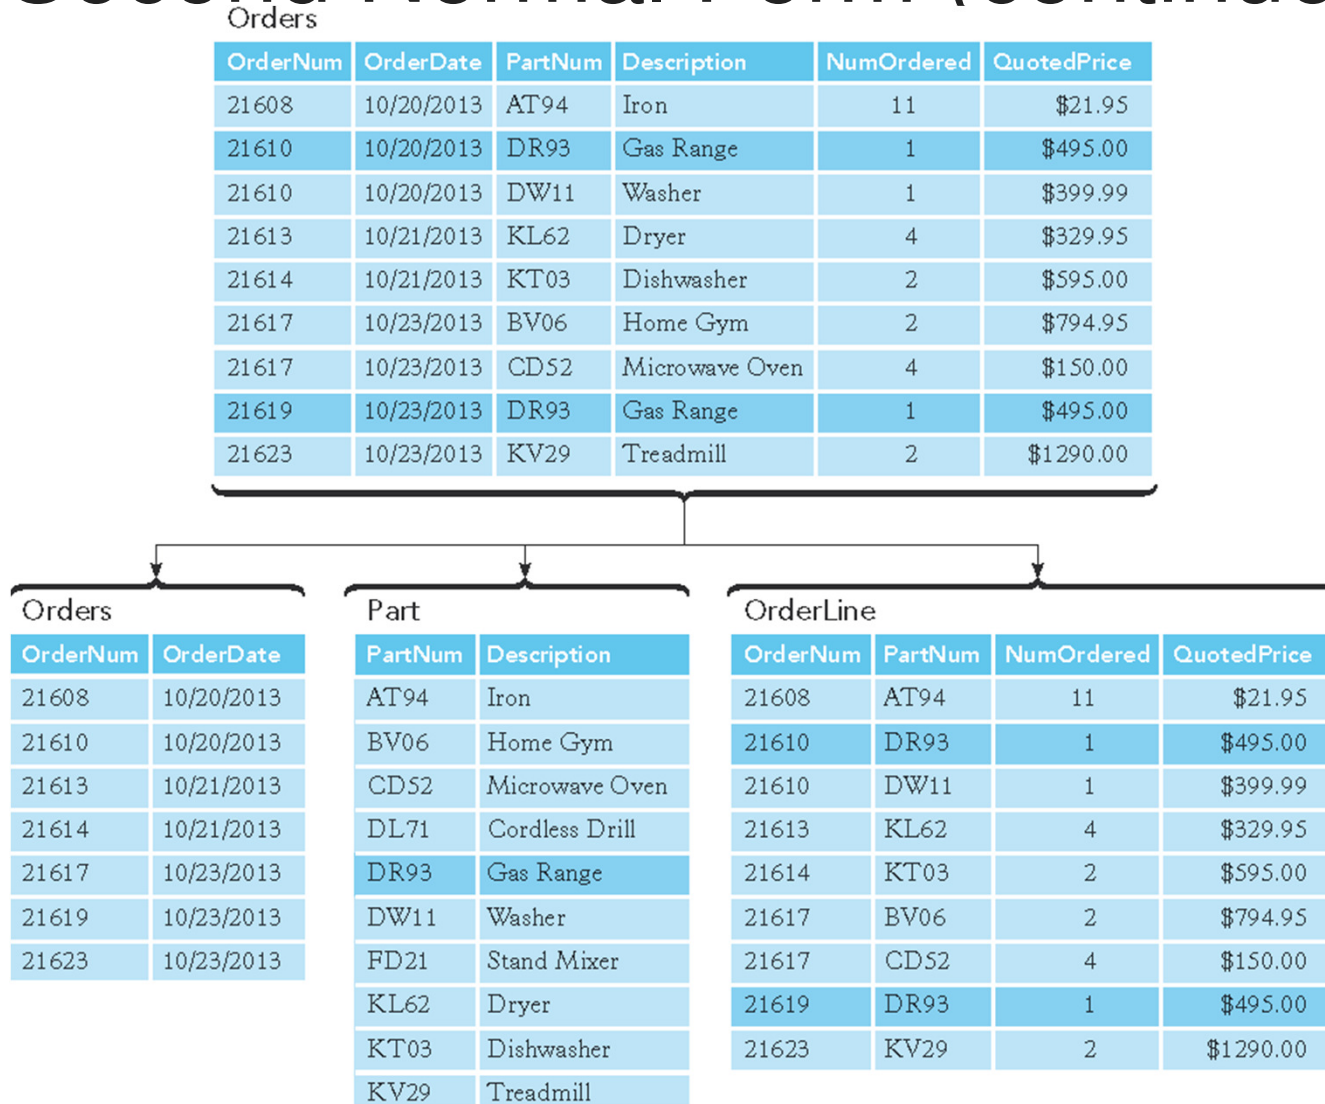 Second Normal Form (continue
Orders
OrderNum OrderDate PartNum Description NumOrdered QuotedPrice
21608 10/20/2013 AT94 Iron 11 $21.95
21610 10/20/2013 DR93 Gas Range 1 $495.00
21610 10/20/2013 DW11 Washer 1 $399.99
21613 10/21/2013 KL62 Dryer 4 $329.95
21614 10/21/2013 KT03 Dishwasher 2 $595.00
21617 10/23/2013 BV06 Home Gym 2 $794.95
21617 10/23/2013 CD52 Microwave Oven 4 $150.00
21619 10/23/2013 DR93 Gas Range 1 $495.00
21623 10/23/2013 KV29 Treadmill 2 $1290.00
Orders
OrderNum OrderDate
21608 10/20/2013
21610 10/20/2013
21613 10/21/2013
21614 10/21/2013
21617 10/23/2013
21619 10/23/2013
21623 10/23/2013
Part
PartNum Description
AT94 Iron
BV06 Home Gym
CD52 Microwave Oven
DL71 Cordless Drill
DR93 Gas Range
DW11 Washer
FD21 Stand Mixer
KL62 Dryer
KT03 Dishwasher
KV29 Treadmill
OrderLine
OrderNum PartNum NumOrdered QuotedPrice
21608 AT94 11 $21.95
21610 DR93 1 $495.00
21610 DW11 1 $399.99
21613 KL62 4 $329.95
21614 KT03 2 $595.00
21617 BV06 2 $794.95
21617 CD52 4 $150.00
21619 DR93 1 $495.00
21623 KV29 2 $1290.00